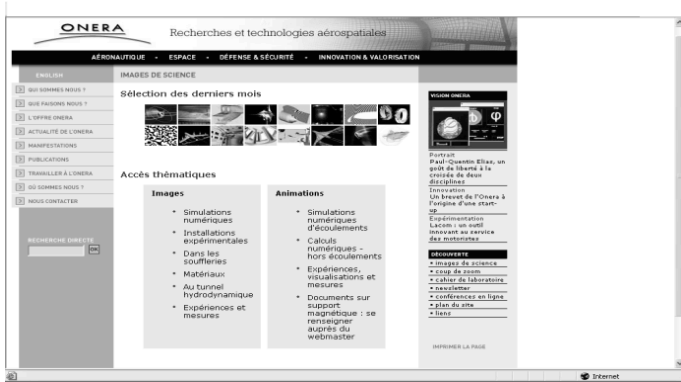 ONERA
Recherches et technologies aérospatiales
AÉRONAUTIQUE • ESPACE • DÉFENSE & SÉCURITÉ • INNOVATION & VALORISATION
ENGLISH
QUI SOMMES NOUS ?
QUE FAISONS NOUS ?
L'OFFRE ONERA
ACTUALITÉ DE L'ONERA
MANIFESTATIONS
PUBLICATIONS
TRAVAILLER À L'ONERA
OÙ SOMMES NOUS ?
NOUS CONTACTER
RECHERCHE DIRECTE
OK
IMAGES DE SCIENCE
Sélection des derniers mois
Accès thématiques
Images
• Simulations
numériques
• Installations
expérimentales
• Dans les
souffleries
• Matériaux
• Au tunnel
hydrodynamique
• Expériences et
mesures
Animations
• Simulations
numériques
d'écoulements
• Calculs
numériques -
hors écoulements
• Expériences,
visualisations et
mesures
• Documents sur
support
magnétique : se
renseigner
auprès du
webmaster
VISION ONERA
Portrait
Paul-Quentin Elias, un
goût de liberté à la
croisée de deux
disciplines
Innovation
Un brevet de l'Onera à
l'origine d'une start-
up
Expérimentation
Lacom : un outil
innovant au service
des motoristes
DÉCOUVERTE
• images de science
• coup de zoom
• cahier de laboratoire
• newsletter
• conférences en ligne
• plan du site
• liens
IMPRIMER LA PAGE
Internet